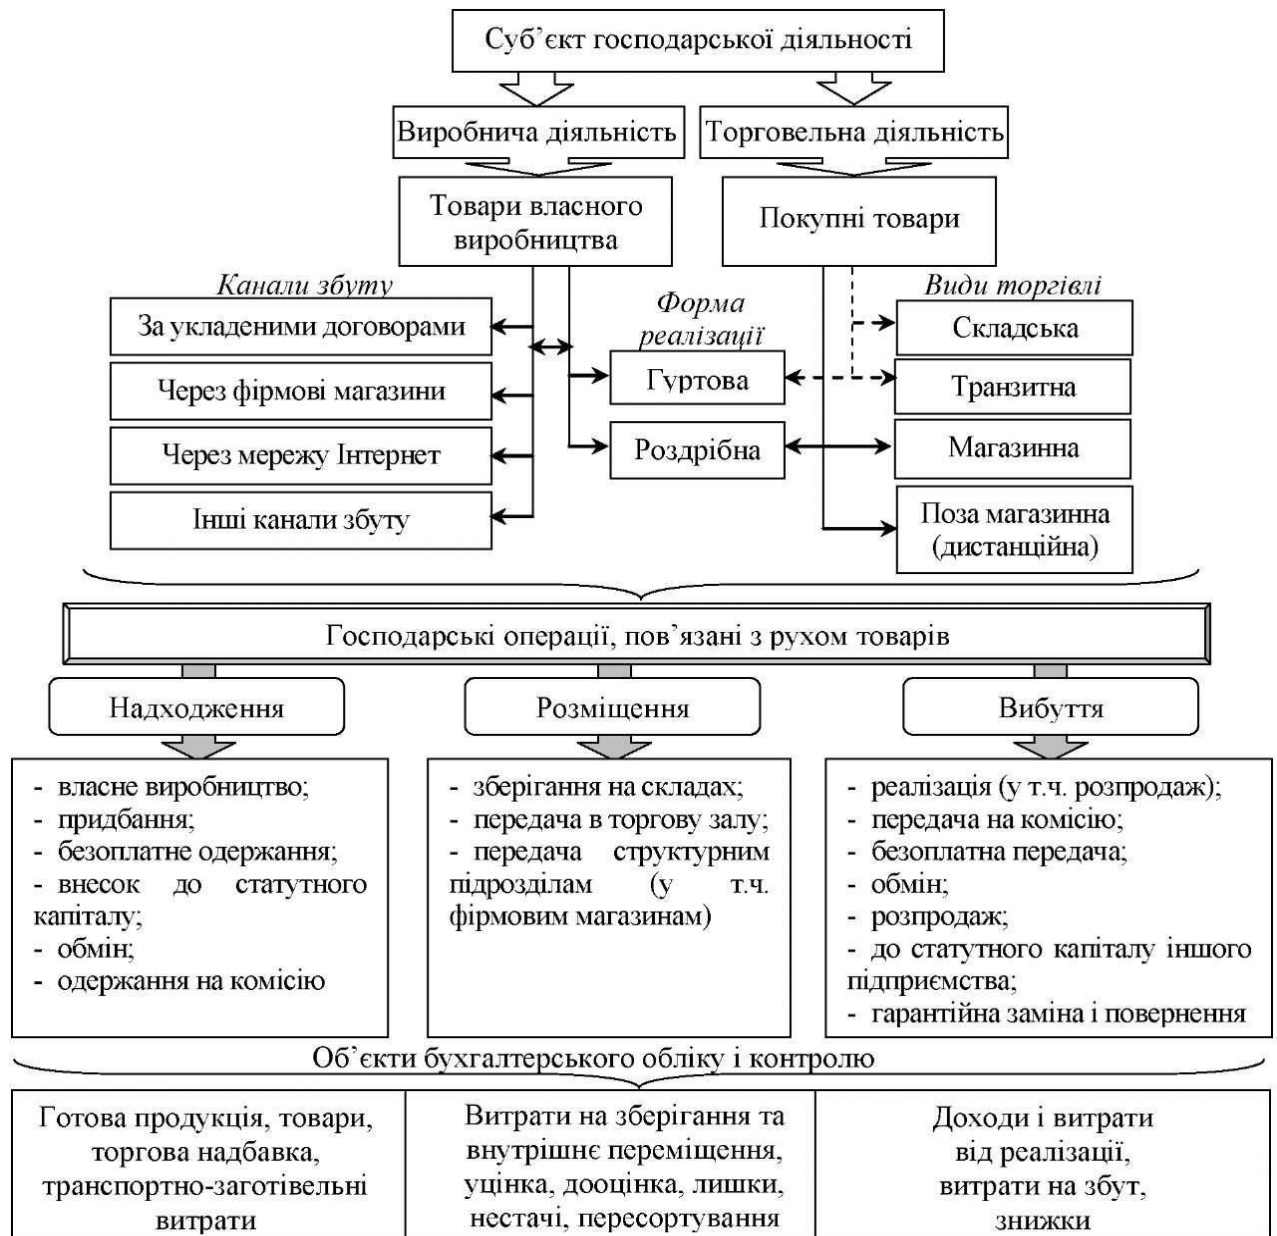 Суб’єкт господарської діяльності
Виробнича діяльність
Торговельна діяльність
Товари власного
виробництва
Покупні товари
Канали збуту
За укладеними договорами
Через фірмові магазини
Через мережу Інтернет
Інші канали збуту
Форма
реалізації
Гуртова
Роздрібна
Види торгівлі
Складська
Транзитна
Магазинна
Поза магазинна
(дистанційна)
Господарські операції, пов’язані з рухом товарів
Надходження
- власне виробництво;
- придбання;
- безоплатне одержання;
- внесок до статутного
капіталу;
- обмін;
- одержання на комісію
Розміщення
- зберігання на складах;
- передача в торгову залу;
- передача структурним
підрозділам (у т.ч.
фірмовим магазинам)
Вибуття
- реалізація (у т.ч. розпродаж);
- передача на комісію;
- безоплатна передача;
- обмін;
- розпродаж;
- до статутного капіталу іншого
підприємства;
- гарантійна заміна і повернення
Об’єкти бухгалтерського обліку і контролю
Готова продукція, товари,
торгова надбавка,
транспортно-заготівельні
витрати
Витрати на зберігання та
внутрішнє переміщення,
уцінка, дооцінка, лишки,
нестачі, пересортування
Доходи і витрати
від реалізації,
витрати на збут,
знижки